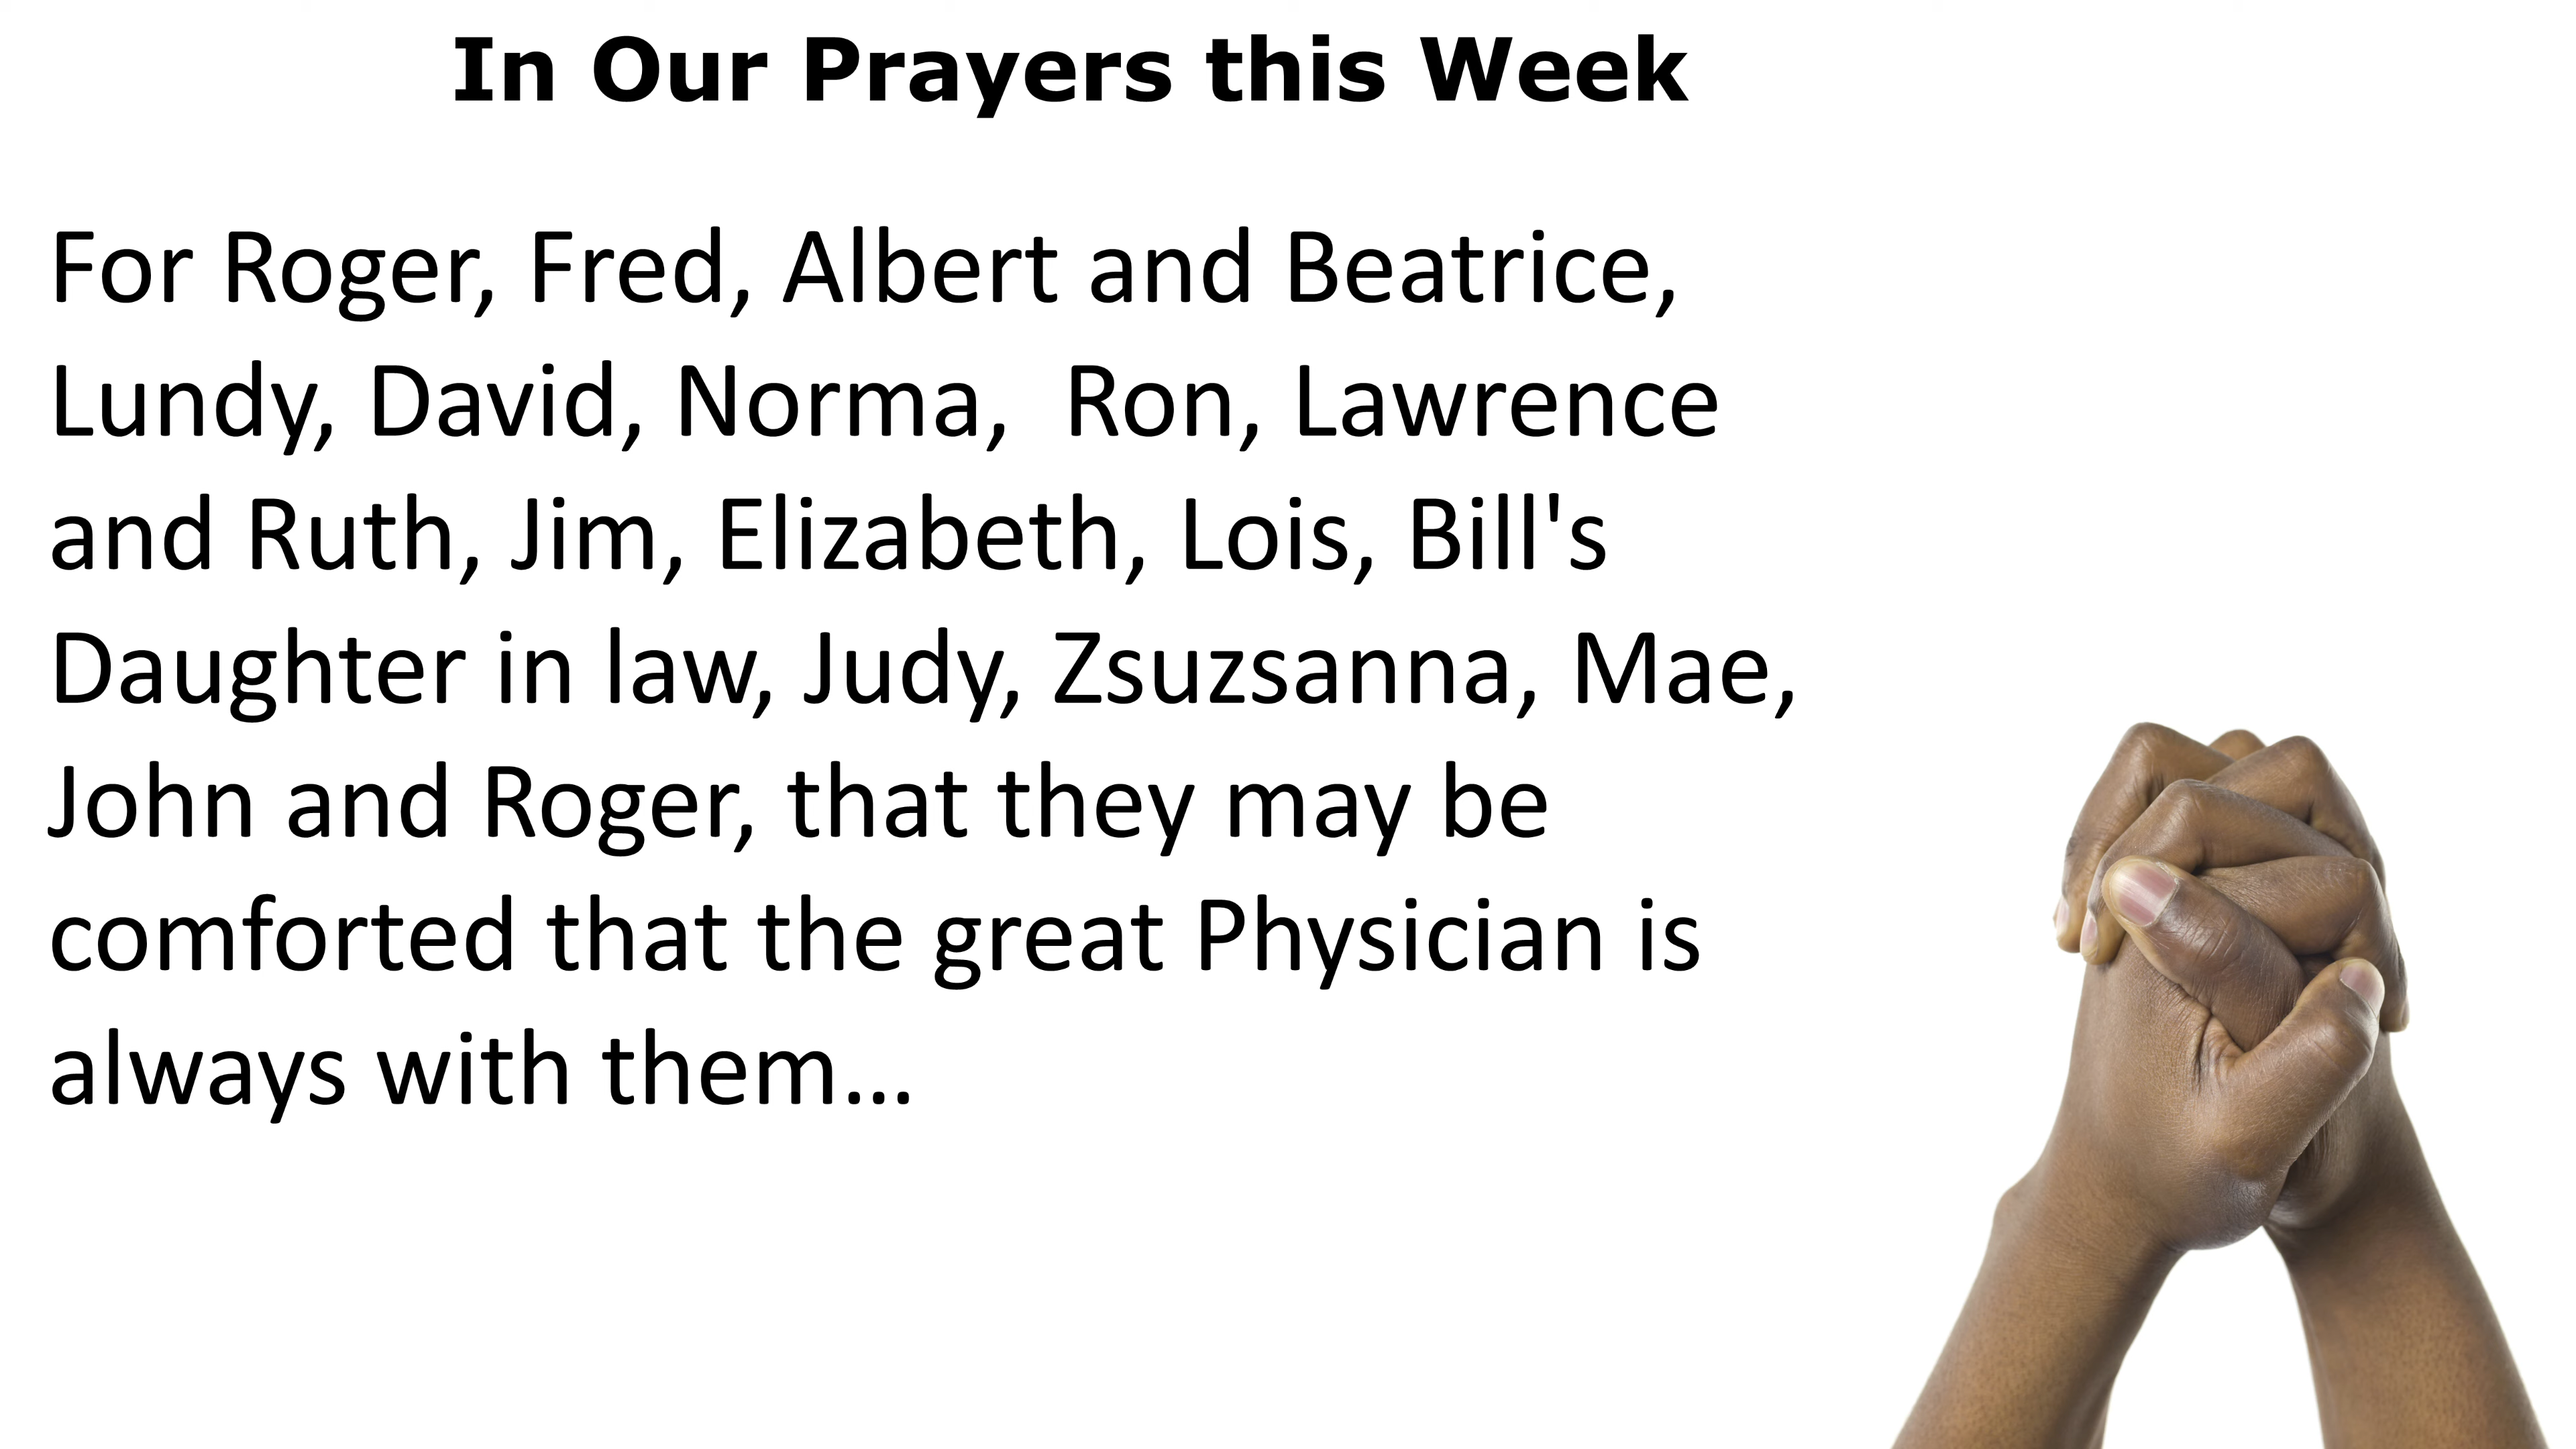 In Our Prayers this Week
For Roger, Fred, Albert and Beatrice,
Lundy, David, Norma,  Ron, Lawrence
and Ruth, Jim, Elizabeth, Lois, Bill's
Daughter in law, Judy, Zsuzsanna, Mae,
John and Roger, that they may be
comforted that the great Physician is
always with them…